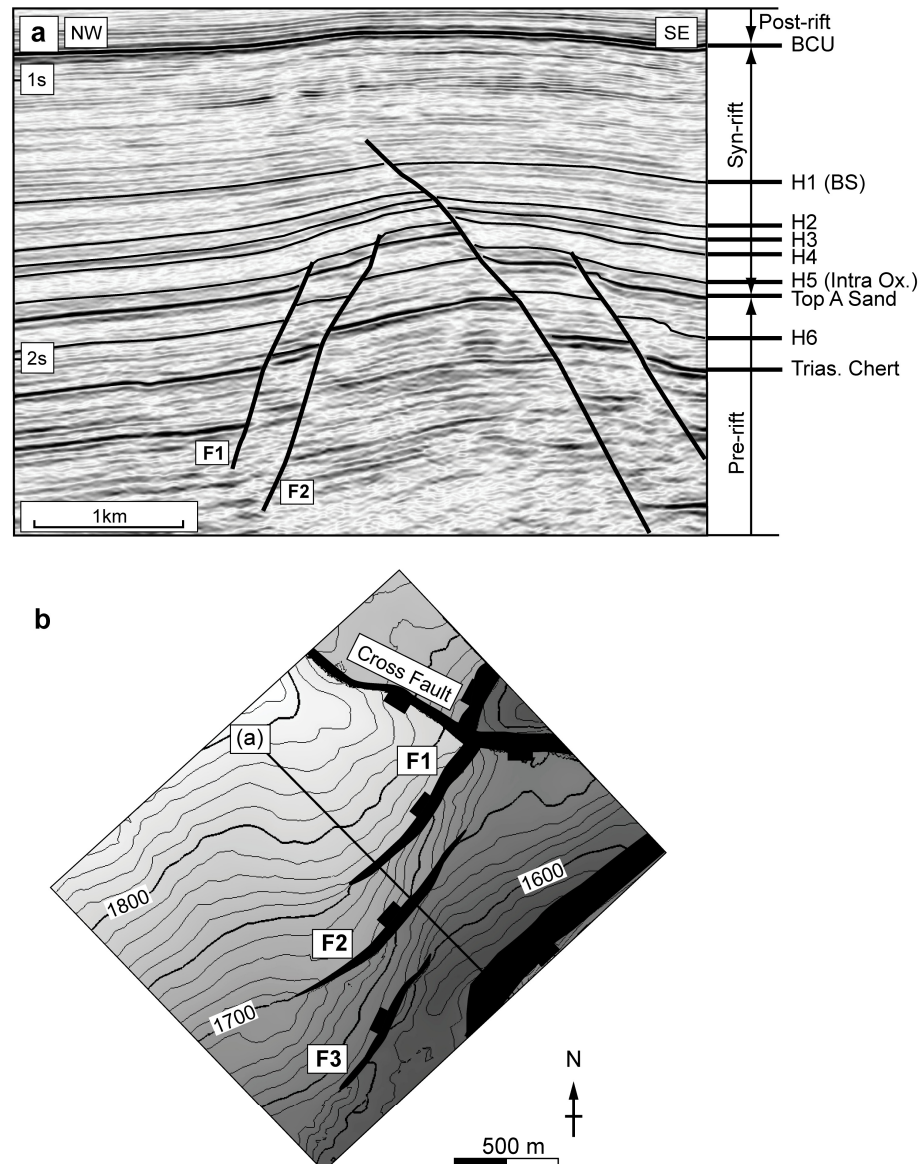 a
NW
SE
Post-rift
BCU
1s
Syn-rift
H1 (BS)
H2
H3
H4
H5 (Intra Ox.)
Top A Sand
2s
H6
Trias. Chert
Pre-rift
F1
F2
1km
b
Cross Fault
(a)
F1
1600
1800
F2
1700
F3
N
500 m